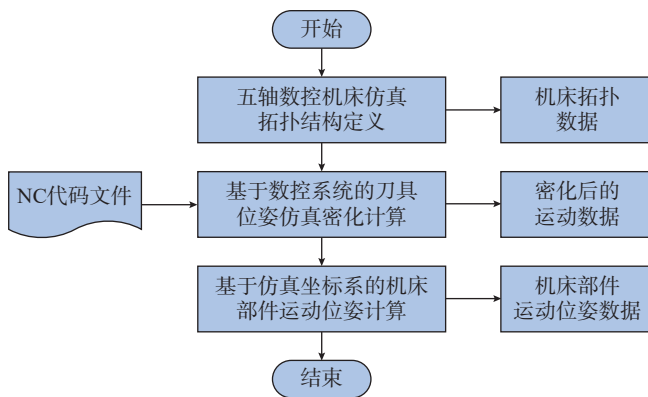 开始
五轴数控机床仿真
拓扑结构定义
机床拓扑
数据
NC代码文件
基于数控系统的刀具
位姿仿真密化计算
密化后的
运动数据
基于仿真坐标系的机床
部件运动位姿计算
机床部件
运动位姿数据
结束